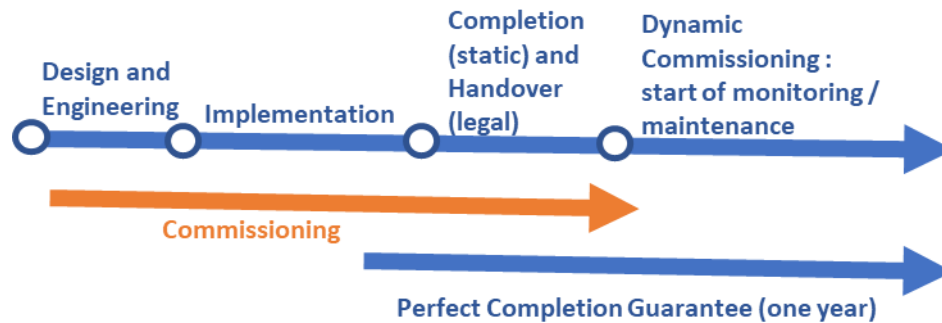 Design and
Engineering
Implementation
Completion
(static) and
Handover
(legal)
Dynamic
Commissioning :
start of monitoring /
maintenance
Commissioning
Perfect Completion Guarantee (one year)